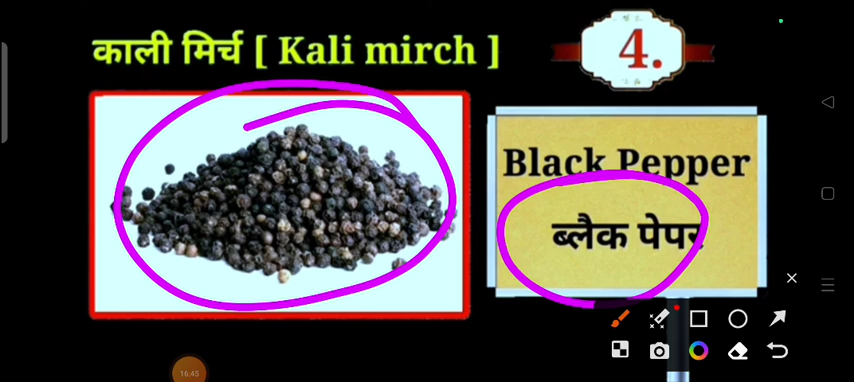 काली मिर्च [ Kali mirch ]
4.
Black Pepper
ब्लैक पेपर
16:45